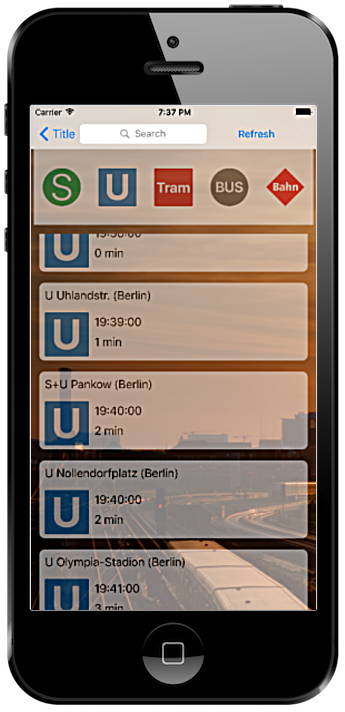 Carrier 7:37 PM
Title Search Refresh
S U Tram BUS Bahn
U 0 min
U Uhlandstr. (Berlin)
U 19:39:00
1 min
S+U Pankow (Berlin)
U 19:40:00
2 min
U Nollendorfplatz (Berlin)
U 19:40:00
2 min
U Olympia-Stadion (Berlin)
U 19:41:00
3 min